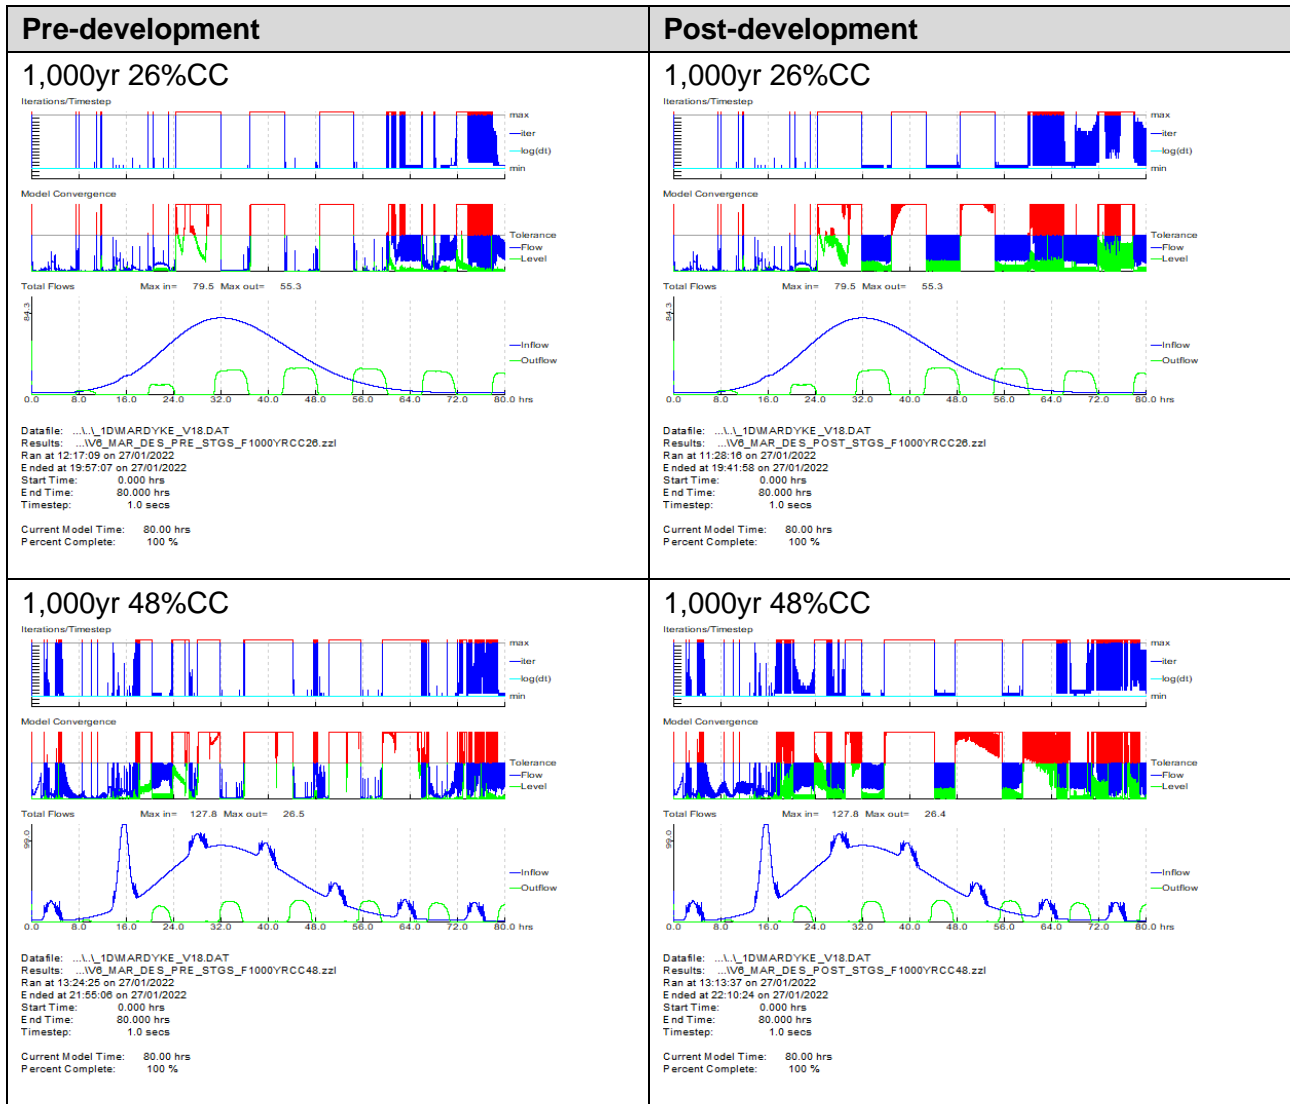 Pre-development
Post-development
1,000yr 26%CC
Iterations/Timestep
max
iter
log(dt)
min
Model Convergence
Tolerance
Flow
Level
Total Flows Max in= 79.5 Max out= 55.3
84.3
Inflow
Outflow
0.0 8.0 16.0 24.0 32.0 40.0 48.0 56.0 64.0 72.0 80.0 hrs
Datafile: ...\..\_1D\MARDYKE_V18.DAT
Results: ...\V6_MAR_DES_PRE_STGS_F1000YRCC26.zzl
Ran at 12:17:09 on 27/01/2022
Ended at 19:57:07 on 27/01/2022
Start Time: 0.000 hrs
End Time: 80.000 hrs
Timestep: 1.0 secs
Current Model Time: 80.00 hrs
Percent Complete: 100 %
1,000yr 26%CC
Iterations/Timestep
max
iter
log(dt)
min
Model Convergence
Tolerance
Flow
Level
Total Flows Max in= 79.5 Max out= 55.3
84.3
Inflow
Outflow
0.0 8.0 16.0 24.0 32.0 40.0 48.0 56.0 64.0 72.0 80.0 hrs
Datafile: ...\..\_1D\MARDYKE_V18.DAT
Results: ...\V6_MAR_DES_POST_STGS_F1000YRCC26.zzl
Ran at 11:28:16 on 27/01/2022
Ended at 19:41:58 on 27/01/2022
Start Time: 0.000 hrs
End Time: 80.000 hrs
Timestep: 1.0 secs
Current Model Time: 80.00 hrs
Percent Complete: 100 %
1,000yr 48%CC
Iterations/Timestep
max
iter
log(dt)
min
Model Convergence
Tolerance
Flow
Level
Total Flows Max in= 127.8 Max out= 26.5
99.0
Inflow
Outflow
0.0 8.0 16.0 24.0 32.0 40.0 48.0 56.0 64.0 72.0 80.0 hrs
Datafile: ...\..\_1D\MARDYKE_V18.DAT
Results: ...\V6_MAR_DES_PRE_STGS_F1000YRCC48.zzl
Ran at 13:24:25 on 27/01/2022
Ended at 21:55:06 on 27/01/2022
Start Time: 0.000 hrs
End Time: 80.000 hrs
Timestep: 1.0 secs
Current Model Time: 80.00 hrs
Percent Complete: 100 %
1,000yr 48%CC
Iterations/Timestep
max
iter
log(dt)
min
Model Convergence
Tolerance
Flow
Level
Total Flows Max in= 127.8 Max out= 26.4
99.0
Inflow
Outflow
0.0 8.0 16.0 24.0 32.0 40.0 48.0 56.0 64.0 72.0 80.0 hrs
Datafile: ...\..\_1D\MARDYKE_V18.DAT
Results: ...\V6_MAR_DES_POST_STGS_F1000YRCC48.zzl
Ran at 13:13:37 on 27/01/2022
Ended at 22:10:24 on 27/01/2022
Start Time: 0.000 hrs
End Time: 80.000 hrs
Timestep: 1.0 secs
Current Model Time: 80.00 hrs
Percent Complete: 100 %